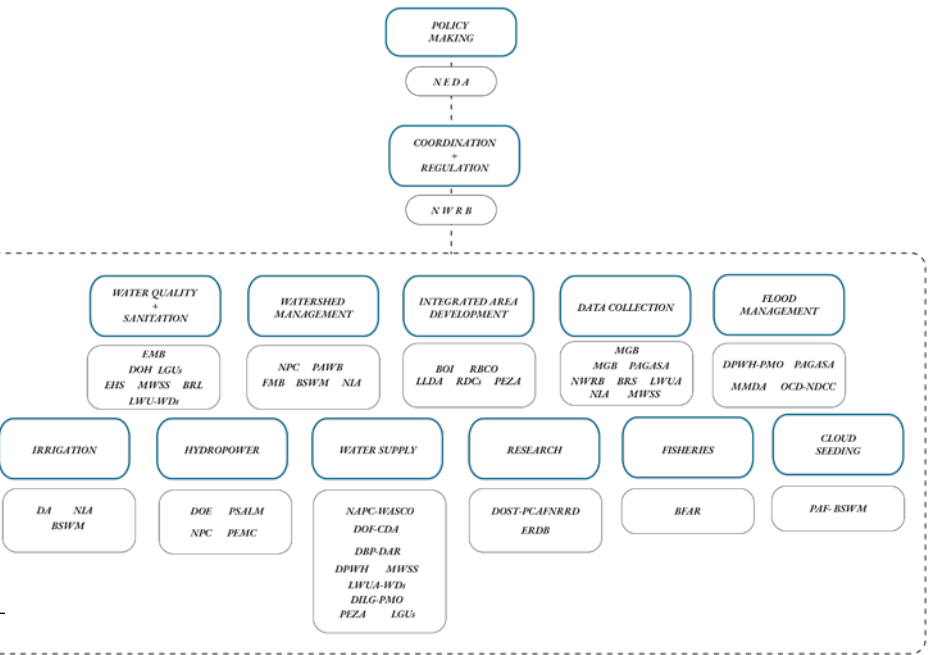 POLICY
MAKING
NEDA
COORDINATION
+
REGULATION
NWRB
WATER QUALITY
+
SANITATION
EMB
DOH LGUs
EHS MWSS BRL
LWU-WDs
WATERSHED
MANAGEMENT
NPC PAWB
FMB BSWM NIA
INTEGRATED AREA
DEVELOPMENT
BOI RBCO
LLDA RDCs PEZA
DATA COLLECTION
MGB
MGB PAGASA
NWRB BRS LWUA
NIA MWSS
FLOOD
MANAGEMENT
DPWH-PMO PAGASA
MMDA OCD-NDCC
IRRIGATION
DA NIA
BSWM
HYDROPOWER
DOE PSALM
NPC PEMC
WATER SUPPLY
NAPC-WASCO
DOF-CDA
DBP-DAR
DPWH MWSS
LWUA-WDs
DILG-PMO
PEZA LGUs
RESEARCH
DOST-PCAFNRRD
ERDB
FISHERIES
BFAR
CLOUD
SEEDING
PAF- BSWM